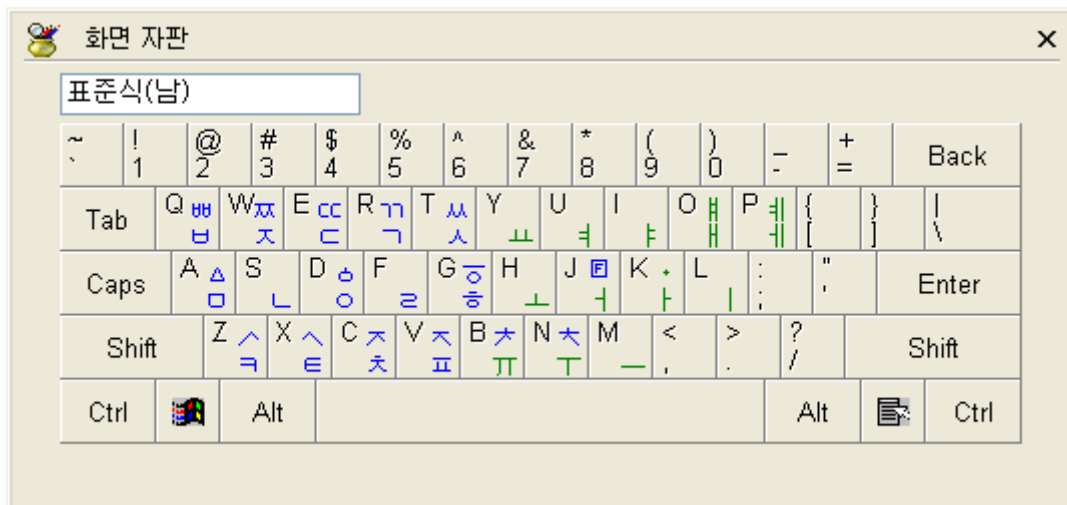 화면 자판
표준식(남)
~ ! @ # $ % ^ & * ( ) _ + Back
` 1 2 3 4 5 6 7 8 9 0 - =
Tab Q ㅃ W ㅉ E ㄸ R ㄲ T ㅆ Y U I O ㅒ P ㅖ { } |
ㅂ ㅈ ㄷ ㄱ ㅅ ㅛ ㅕ ㅑ ㅐ ㅔ [ ] \
Caps A ㅿ S D ㆁ F G ㆆ H J F K ㆍ L : " Enter
ㅁ ㄴ ㅇ ㄹ ㅎ ㅗ ㅓ ㅏ ㅣ ; '
Shift Z ᄼ X ᄾ C ᅎ V ᅐ B ᅔ N ᅕ M < > ? Shift
ㅋ ㅌ ㅊ ㅍ ㅠ ㅜ ㅡ , . /
Ctrl Alt Alt Ctrl